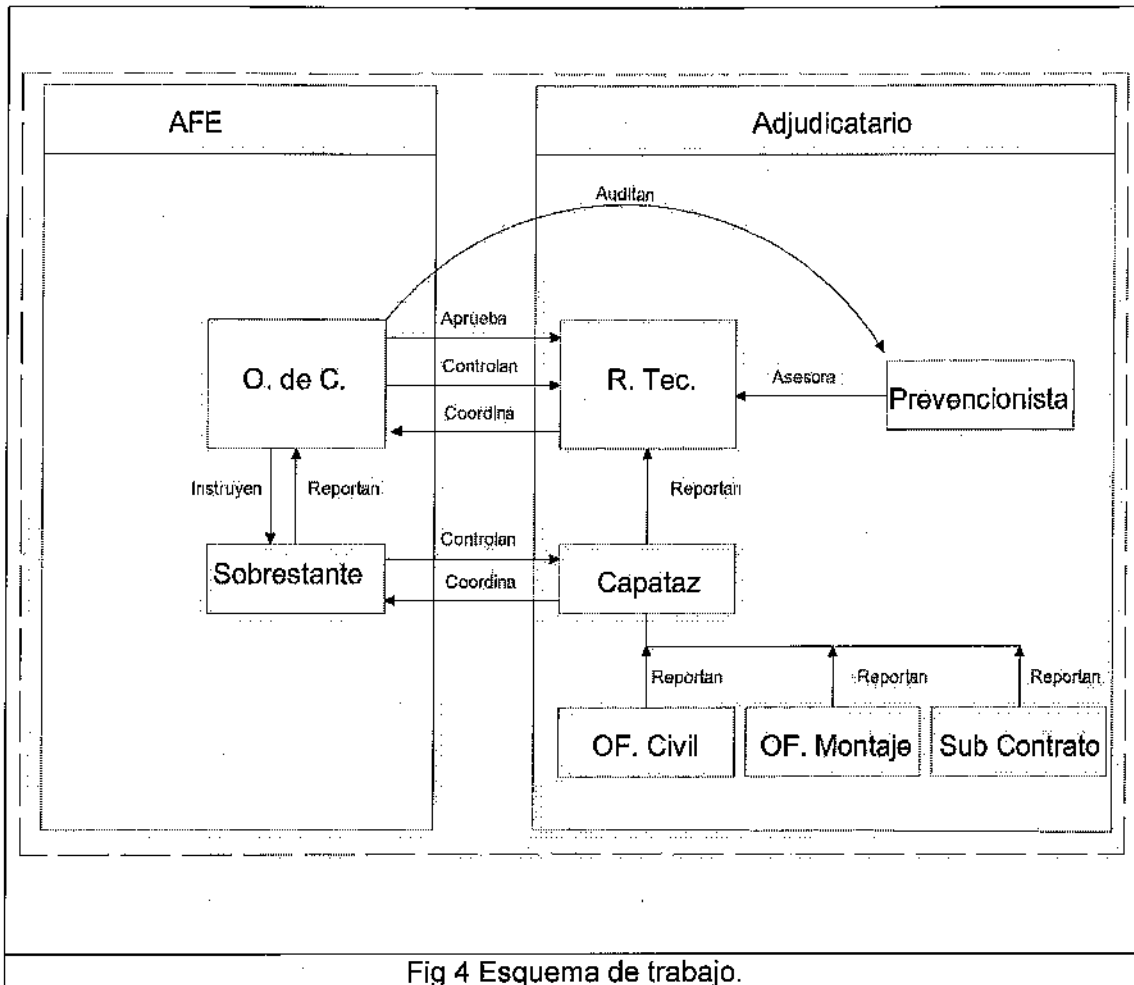 AFE
Adjudicatario
Auditan
Aprueba
O. de C.
Controlan
R. Tec.
Asesora
Prevencionista
Coordina
Instruyen
Reportan
Reportan
Controlan
Sobrestante
Capataz
Coordina
Reportan
Reportan
Reportan
OF. Civil
OF. Montaje
Sub Contrato
Fig 4 Esquema de trabajo.